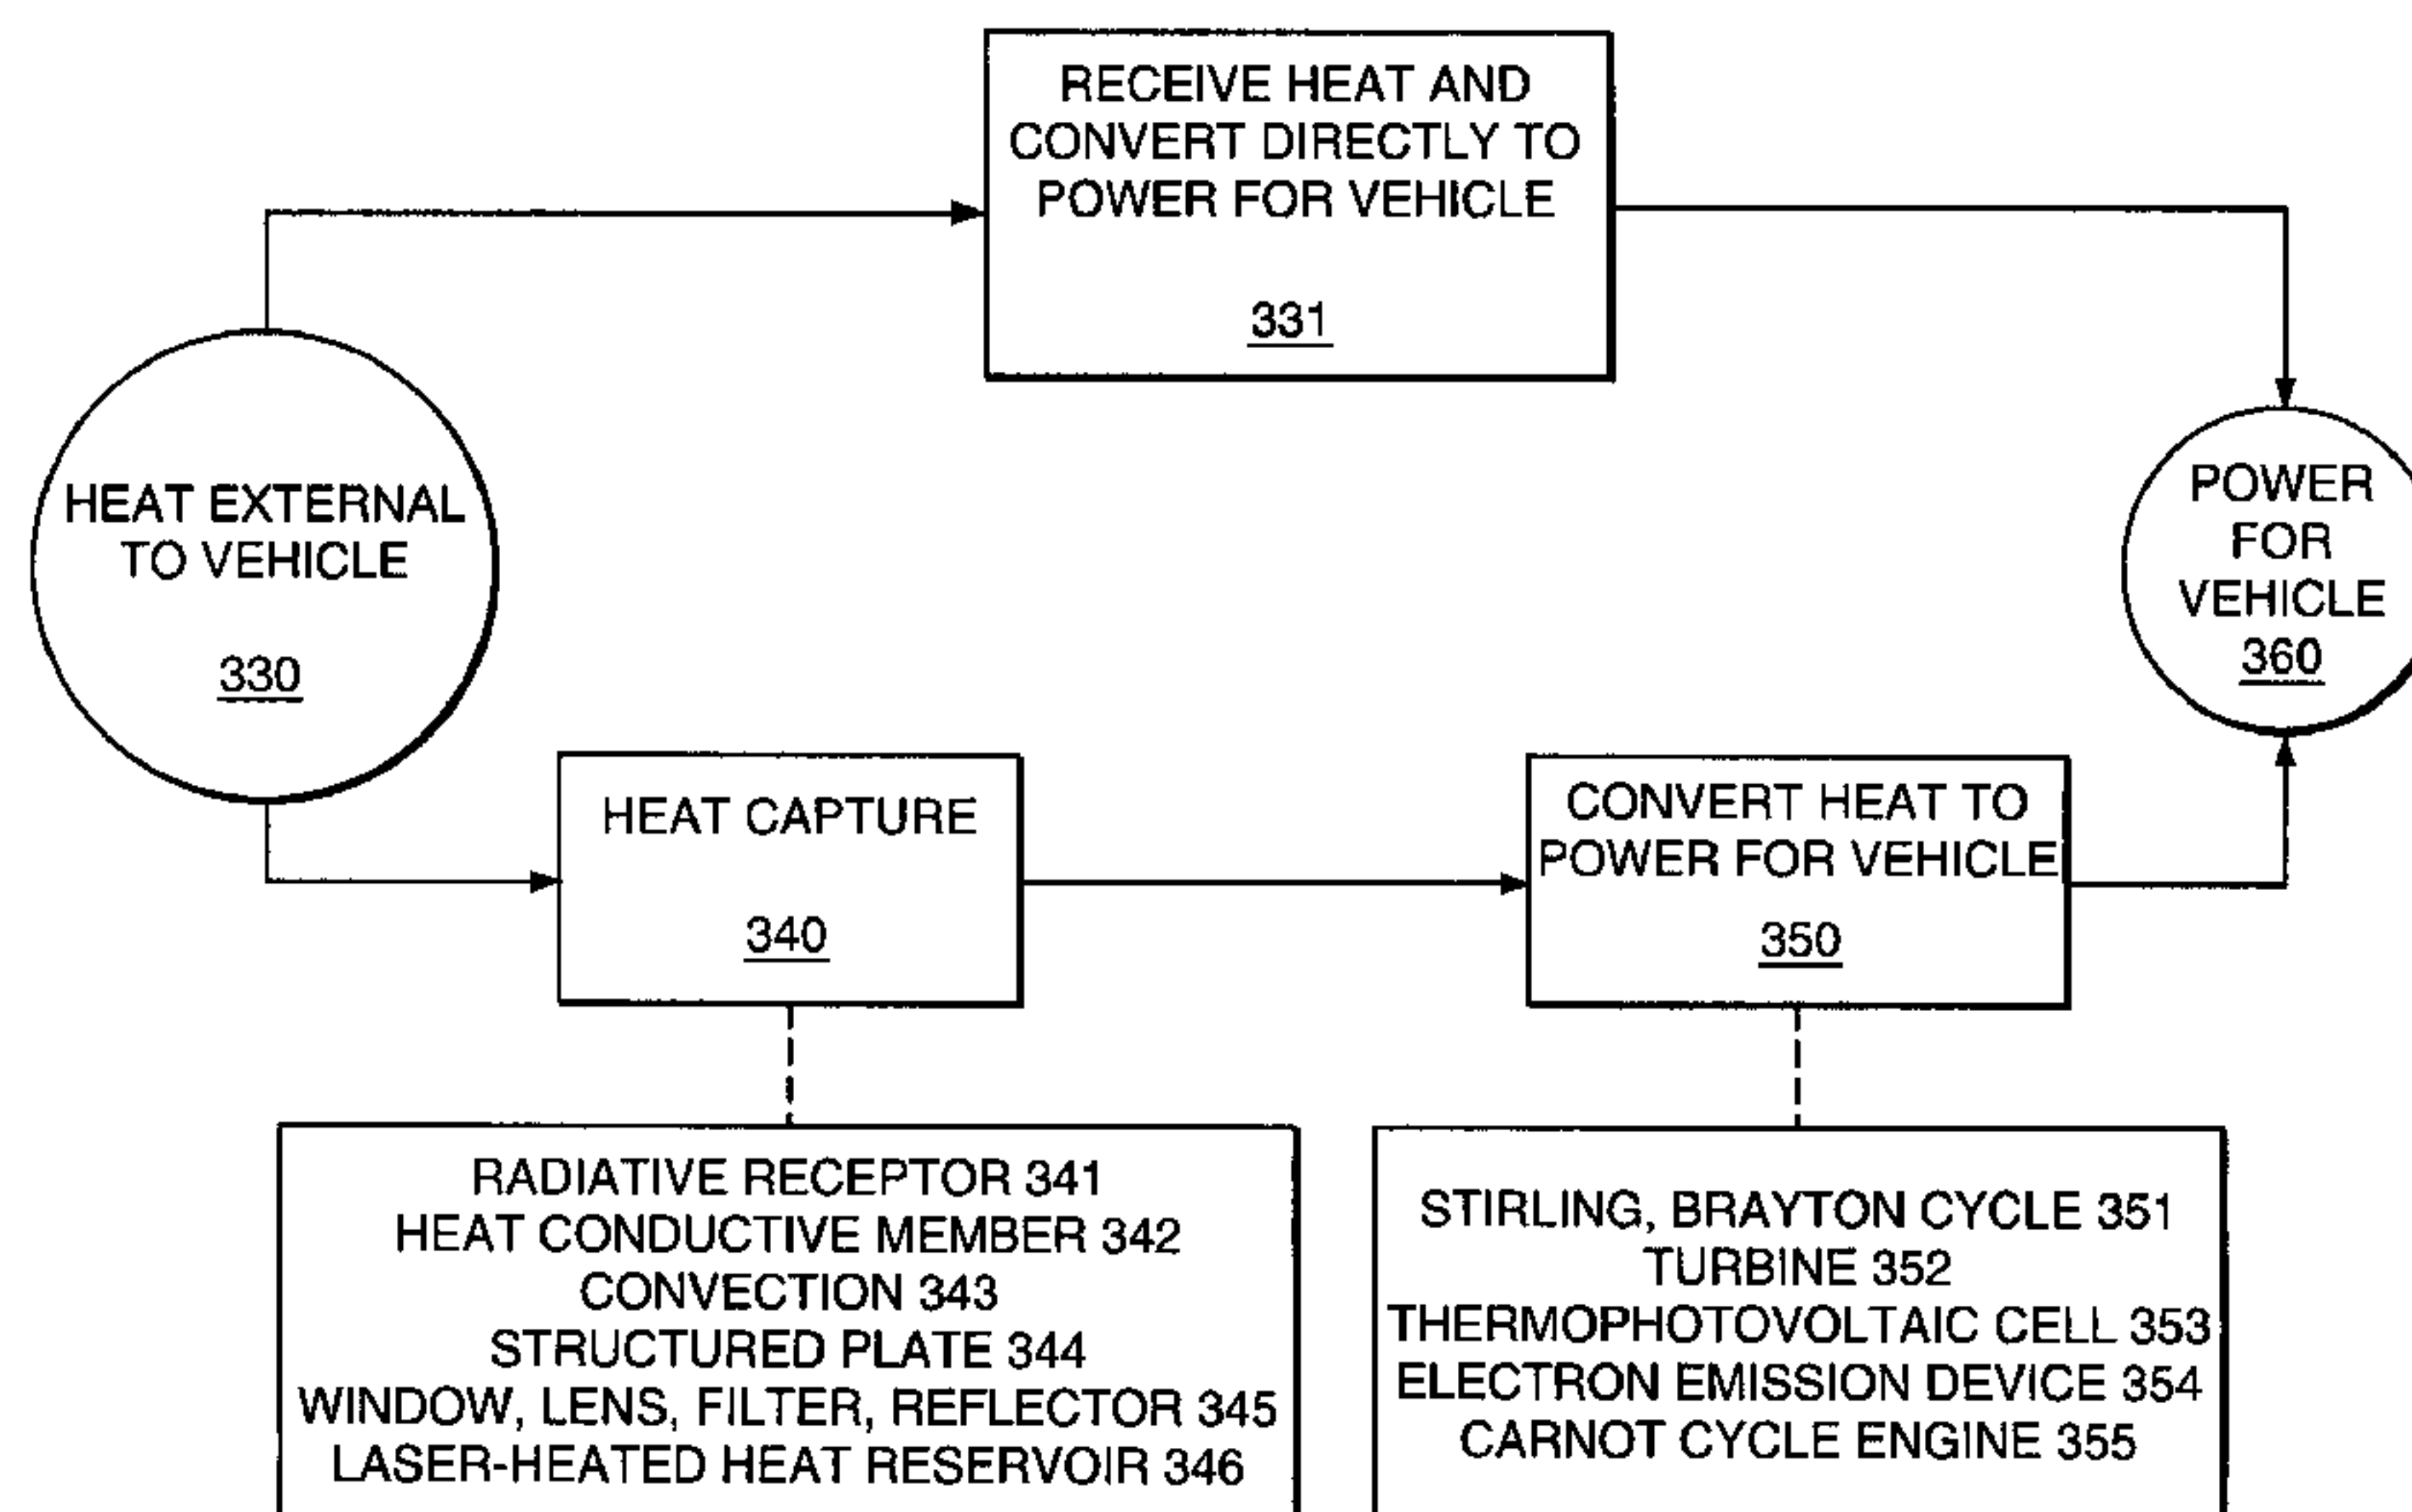 RECEIVE HEAT AND
CONVERT DIRECTLY TO
POWER FOR VEHICLE
331
HEAT EXTERNAL
TO VEHICLE
330
POWER
FOR
VEHICLE
360
HEAT CAPTURE
340
CONVERT HEAT TO
POWER FOR VEHICLE
350
RADIATIVE RECEPTOR 341
HEAT CONDUCTIVE MEMBER 342
CONVECTION 343
STRUCTURED PLATE 344
WINDOW, LENS, FILTER, REFLECTOR 345
LASER-HEATED HEAT RESERVOIR 346
STIRLING, BRAYTON CYCLE 351
TURBINE 352
THERMOPHOTOVOLTAIC CELL 353
ELECTRON EMISSION DEVICE 354
CARNOT CYCLE ENGINE 355